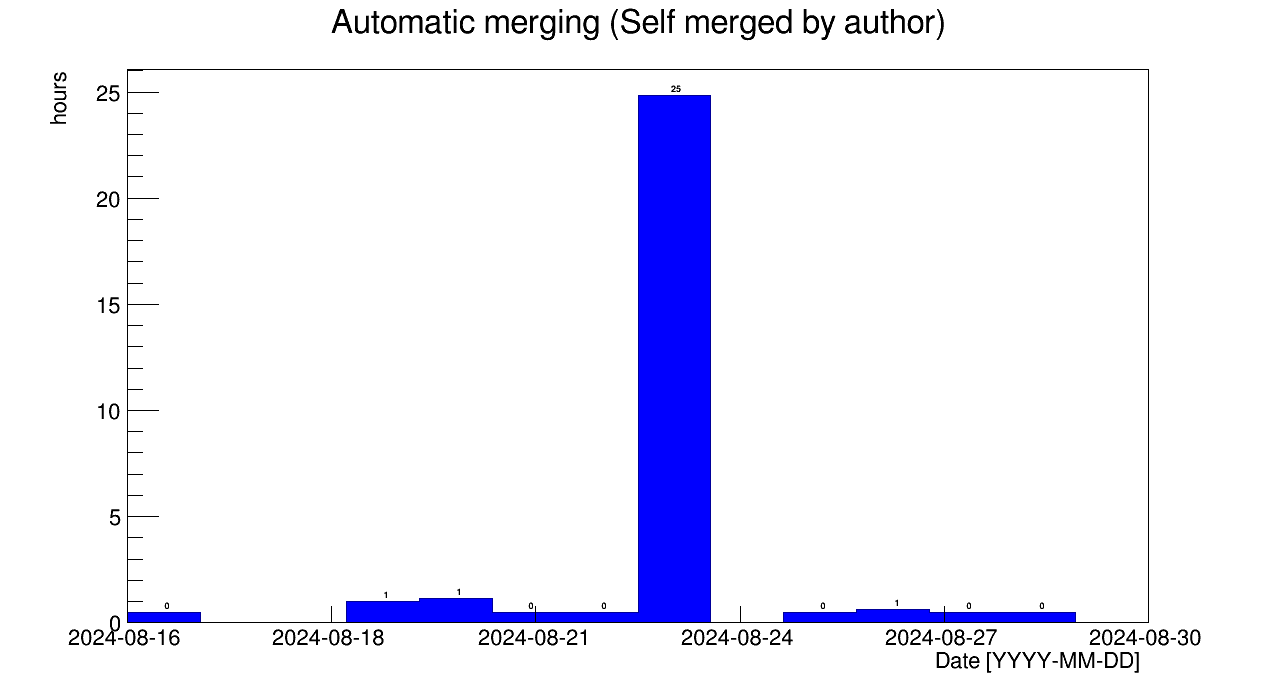 Automatic merging (Self merged by author)
hours
25
20
15
10
5
0
0 1 1 0 0 25 0 1 0 0
2024-08-16 2024-08-18 2024-08-21 2024-08-24 2024-08-27 2024-08-30
Date [YYYY-MM-DD]